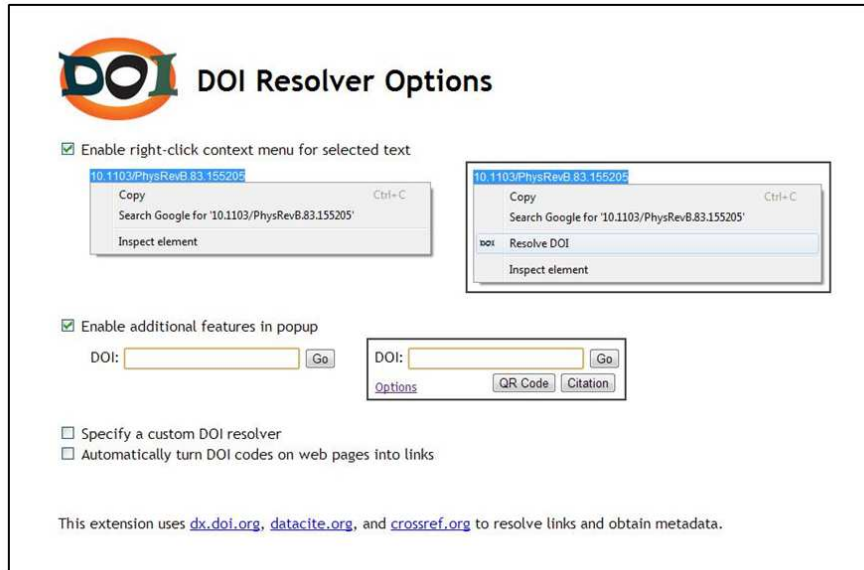 DOI DOI Resolver Options
Enable right-click context menu for selected text
10.1103/PhysRevB.83.155205
Copy Ctrl+C
Search Google for '10.1103/PhysRevB.83.155205'
Inspect element
10.1103/PhysRevB.83.155205
Copy Ctrl+C
Search Google for '10.1103/PhysRevB.83.155205'
DOI Resolve DOI
Inspect element
Enable additional features in popup
DOI: Go
DOI: Go
Options QR Code Citation
Specify a custom DOI resolver
Automatically turn DOI codes on web pages into links
This extension uses dx.doi.org, datacite.org, and crossref.org to resolve links and obtain metadata.